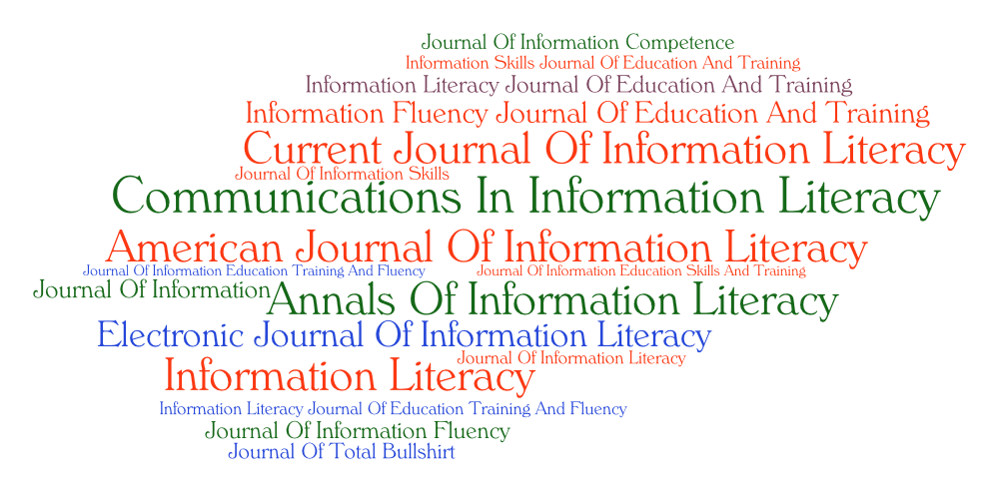 Journal Of Information Competence
Information Skills Journal Of Education And Training
Information Literacy Journal Of Education And Training
Information Fluency Journal Of Education And Training
Current Journal Of Information Literacy
Journal Of Information Skills
Communications In Information Literacy
American Journal Of Information Literacy
Journal Of Information Education Training And Fluency
Journal Of Information Education Skills And Training
Journal Of Information
Annals Of Information Literacy
Electronic Journal Of Information Literacy
Journal Of Information Literacy
Information Literacy
Information Literacy Journal Of Education Training And Fluency
Journal Of Information Fluency
Journal Of Total Bullshirt